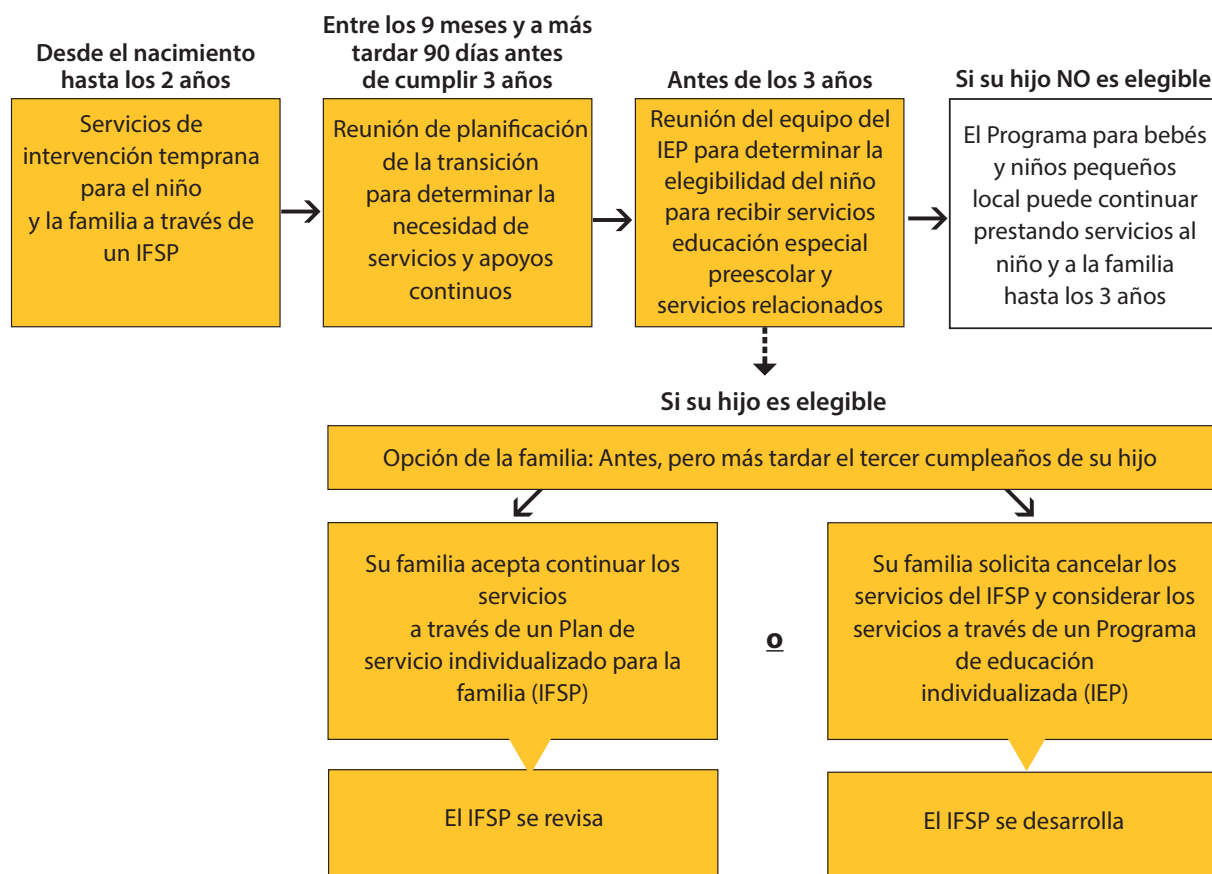 Desde el nacimiento
hasta los 2 años
Servicios de
intervención temprana
para el niño
y la familia a través de
un IFSP
Entre los 9 meses y a más
tardar 90 días antes
de cumplir 3 años
Reunión de planificación
de la transición
para determinar la
necesidad de
servicios y apoyos
continuos
Antes de los 3 años
Reunión del equipo del
IEP para determinar la
elegibilidad del niño
para recibir servicios
educación especial
preescolar y
servicios relacionados
Si su hijo NO es elegible
El Programa para bebés
y niños pequeños
local puede continuar
prestando servicios al
niño y a la familia
hasta los 3 años
Si su hijo es elegible
Opción de la familia: Antes, pero más tardar el tercer cumpleaños de su hijo
Su familia acepta continuar los
servicios
a través de un Plan de
servicio individualizado para la
familia (IFSP)
o
Su familia solicita cancelar los
servicios del IFSP y considerar los
servicios a través de un Programa
de educación
individualizada (IEP)
El IFSP se revisa
El IFSP se desarrolla